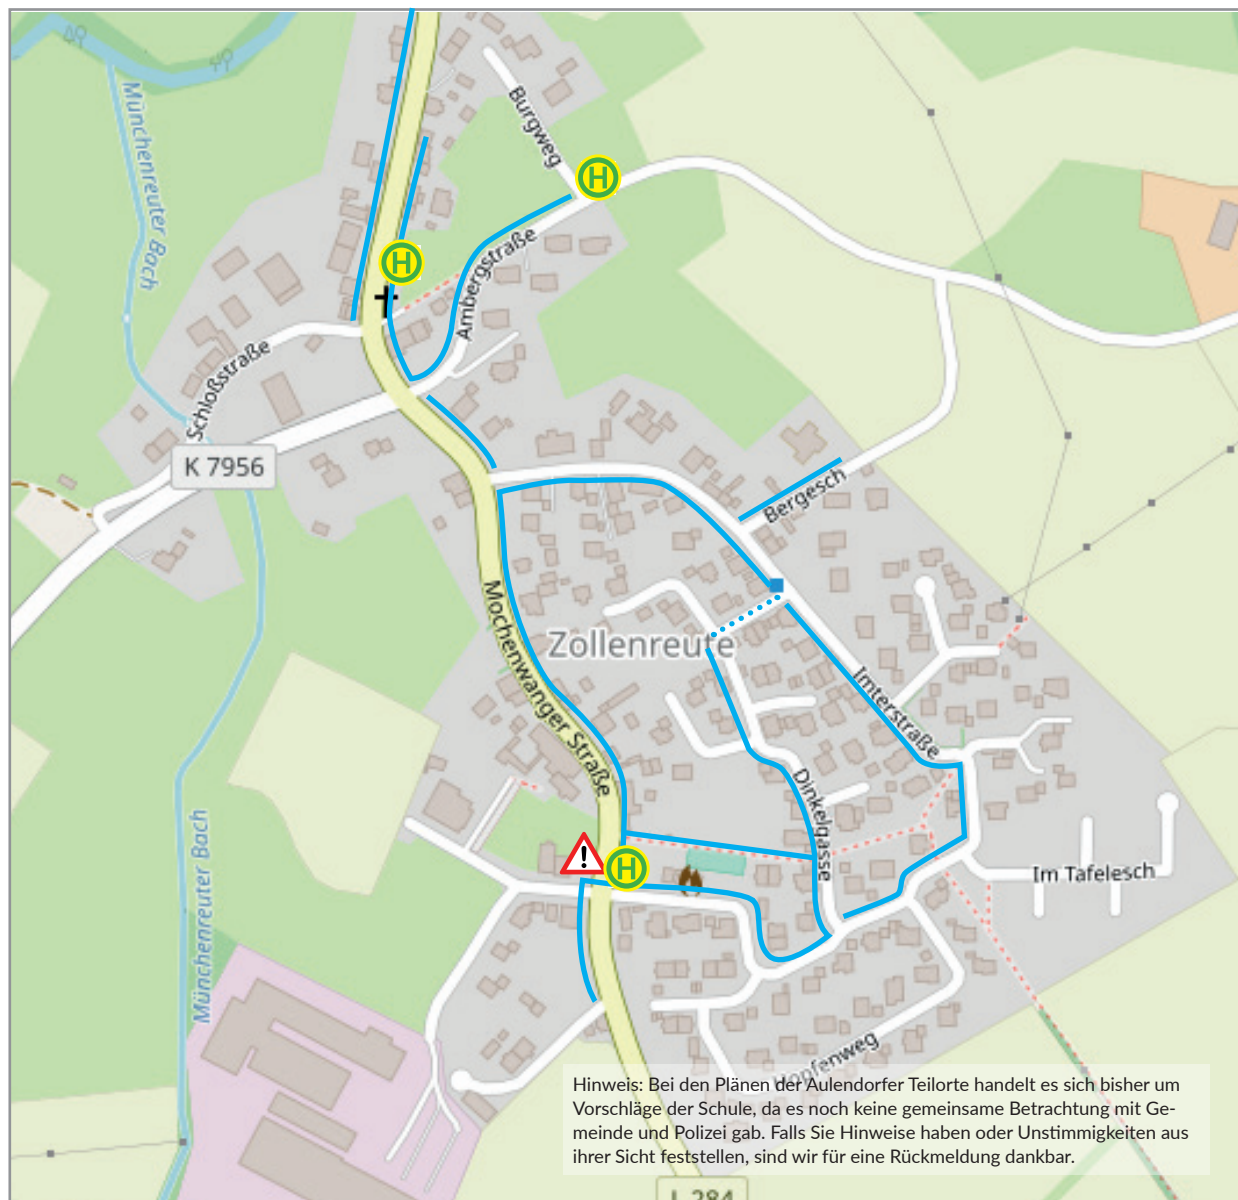 Münchenreuter Bach
Burgweg
H
H
Ambergstraße
Schloßstraße
K 7956
Bergesch
Mochenwanger Straße
Zollenreute
Imterstraße
Dinkelgasse
!
H
Im Tafelesch
Münchenreuter Bach
Hopfenweg
Hinweis: Bei den Plänen der Aulendorfer Teilorte handelt es sich bisher um
Vorschläge der Schule, da es noch keine gemeinsame Betrachtung mit Ge-
meinde und Polizei gab. Falls Sie Hinweise haben oder Unstimmigkeiten aus
ihrer Sicht feststellen, sind wir für eine Rückmeldung dankbar.
L 284